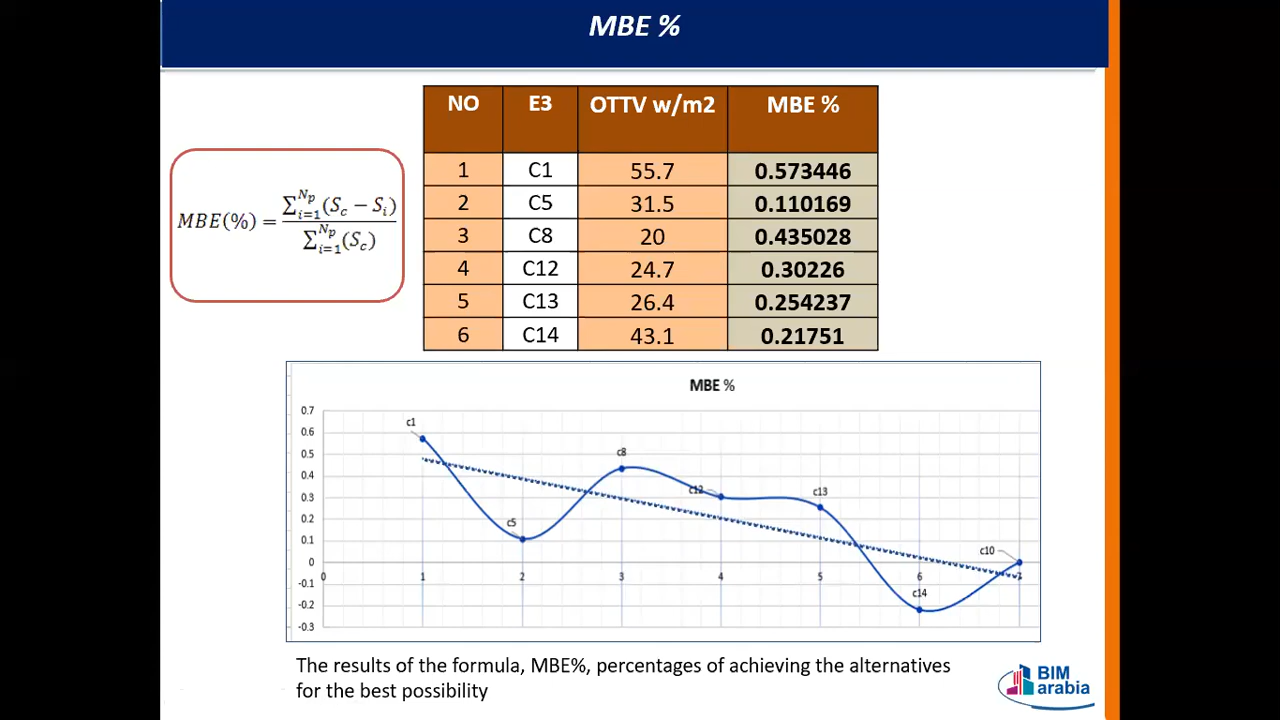 MBE %
NO E3 OTTV w/m2 MBE %
1 C1 55.7 0.573446
2 C5 31.5 0.110169
3 C8 20 0.435028
4 C12 24.7 0.30226
5 C13 26.4 0.254237
6 C14 43.1 0.21751
MBE(%) = ∑_{i=1}^{Np}(S_c − S_i) / ∑_{i=1}^{Np}(S_c)
MBE %
0.7
0.6
0.5
0.4
0.3
0.2
0.1
0
-0.1
-0.2
-0.3
0 1 2 3 4 5 6 7
c1
c5
c8
c12
c13
c14
c10
The results of the formula, MBE%, percentages of achieving the alternatives
for the best possibility
BIM
arabia